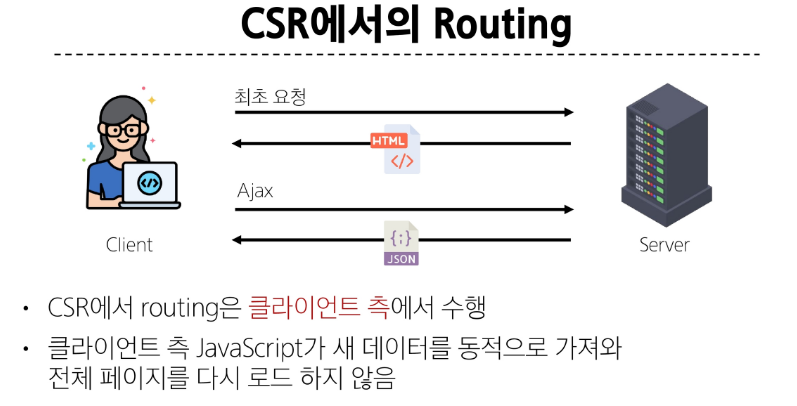 CSR에서의 Routing
최초 요청
HTML
</>
Ajax
{;}
JSON
</>
Client
Server
• CSR에서 routing은 클라이언트 측에서 수행
• 클라이언트 측 JavaScript가 새 데이터를 동적으로 가져와
전체 페이지를 다시 로드 하지 않음